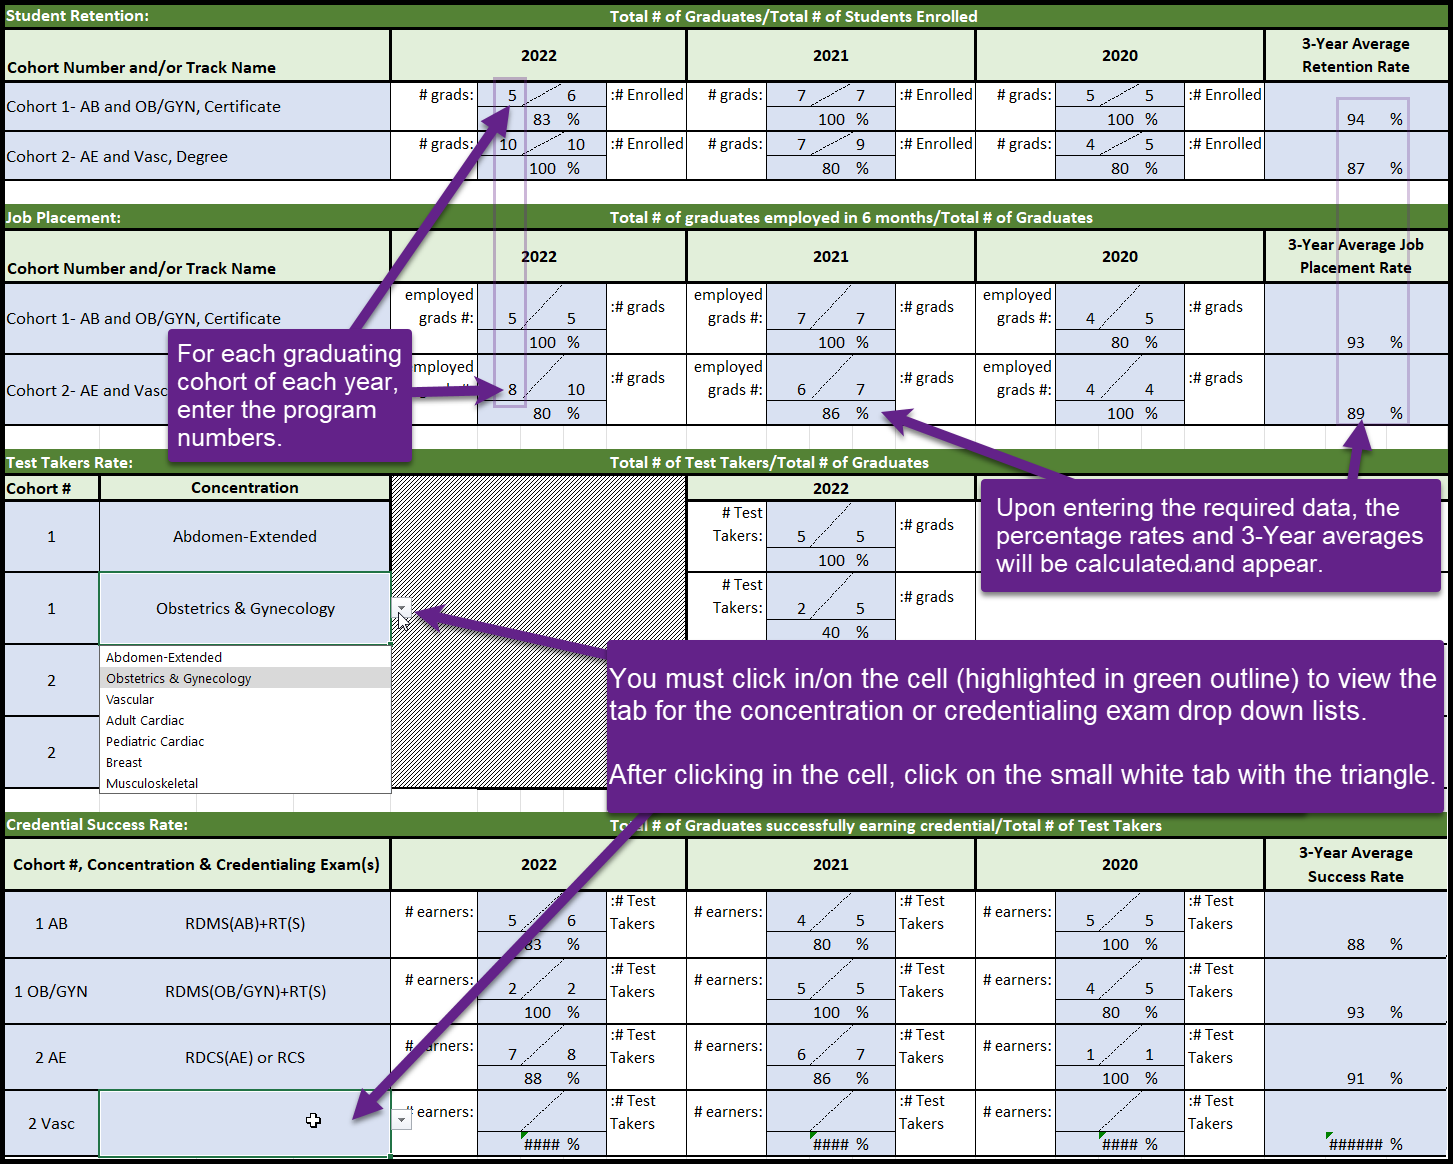 Student Retention: Total # of Graduates/Total # of Students Enrolled
Cohort Number and/or Track Name 2022 2021 2020 3-Year Average
Retention Rate
Cohort 1- AB and OB/GYN, Certificate # grads: 5 6 :# Enrolled # grads: 7 7 :# Enrolled # grads: 5 5 :# Enrolled
83 % 100 % 100 % 94 %
Cohort 2- AE and Vasc, Degree # grads: 10 10 :# Enrolled # grads: 7 9 :# Enrolled # grads: 4 5 :# Enrolled
100 % 80 % 80 % 87 %
Job Placement: Total # of graduates employed in 6 months/Total # of Graduates
Cohort Number and/or Track Name 2022 2021 2020 3-Year Average Job
Placement Rate
Cohort 1- AB and OB/GYN, Certificate employed
grads #: 5 5 :# grads employed
grads #: 7 7 :# grads employed
grads #: 4 5 :# grads
100 % 100 % 80 % 93 %
Cohort 2- AE and Vasc 8 10 :# grads employed
grads #: 6 7 :# grads employed
grads #: 4 4 :# grads
80 % 86 % 100 % 89 %
For each graduating
cohort of each year,
enter the program
numbers.
Test Takers Rate: Total # of Test Takers/Total # of Graduates
Cohort # Concentration 2022
1 Abdomen-Extended # Test
Takers: 5 5 :# grads
100 %
Upon entering the required data, the
percentage rates and 3-Year averages
will be calculated and appear.
1 Obstetrics & Gynecology # Test
Takers: 2 5 :# grads
40 %
2
2
Abdomen-Extended
Obstetrics & Gynecology
Vascular
Adult Cardiac
Pediatric Cardiac
Breast
Musculoskeletal
You must click in/on the cell (highlighted in green outline) to view the
tab for the concentration or credentialing exam drop down lists.
After clicking in the cell, click on the small white tab with the triangle.
Credential Success Rate: Total # of Graduates successfully earning credential/Total # of Test Takers
Cohort #, Concentration & Credentialing Exam(s) 2022 2021 2020 3-Year Average
Success Rate
1 AB RDMS(AB)+RT(S) # earners: 5 6 :# Test
Takers # earners: 4 5 :# Test
Takers # earners: 5 5 :# Test
Takers
83 % 80 % 100 % 88 %
1 OB/GYN RDMS(OB/GYN)+RT(S) # earners: 2 2 :# Test
Takers # earners: 5 5 :# Test
Takers # earners: 4 5 :# Test
Takers
100 % 100 % 80 % 93 %
2 AE RDCS(AE) or RCS # earners: 7 8 :# Test
Takers # earners: 6 7 :# Test
Takers # earners: 1 1 :# Test
Takers
88 % 86 % 100 % 91 %
2 Vasc # earners: :# Test
Takers # earners: :# Test
Takers # earners: :# Test
Takers
#### % #### % #### % ###### %